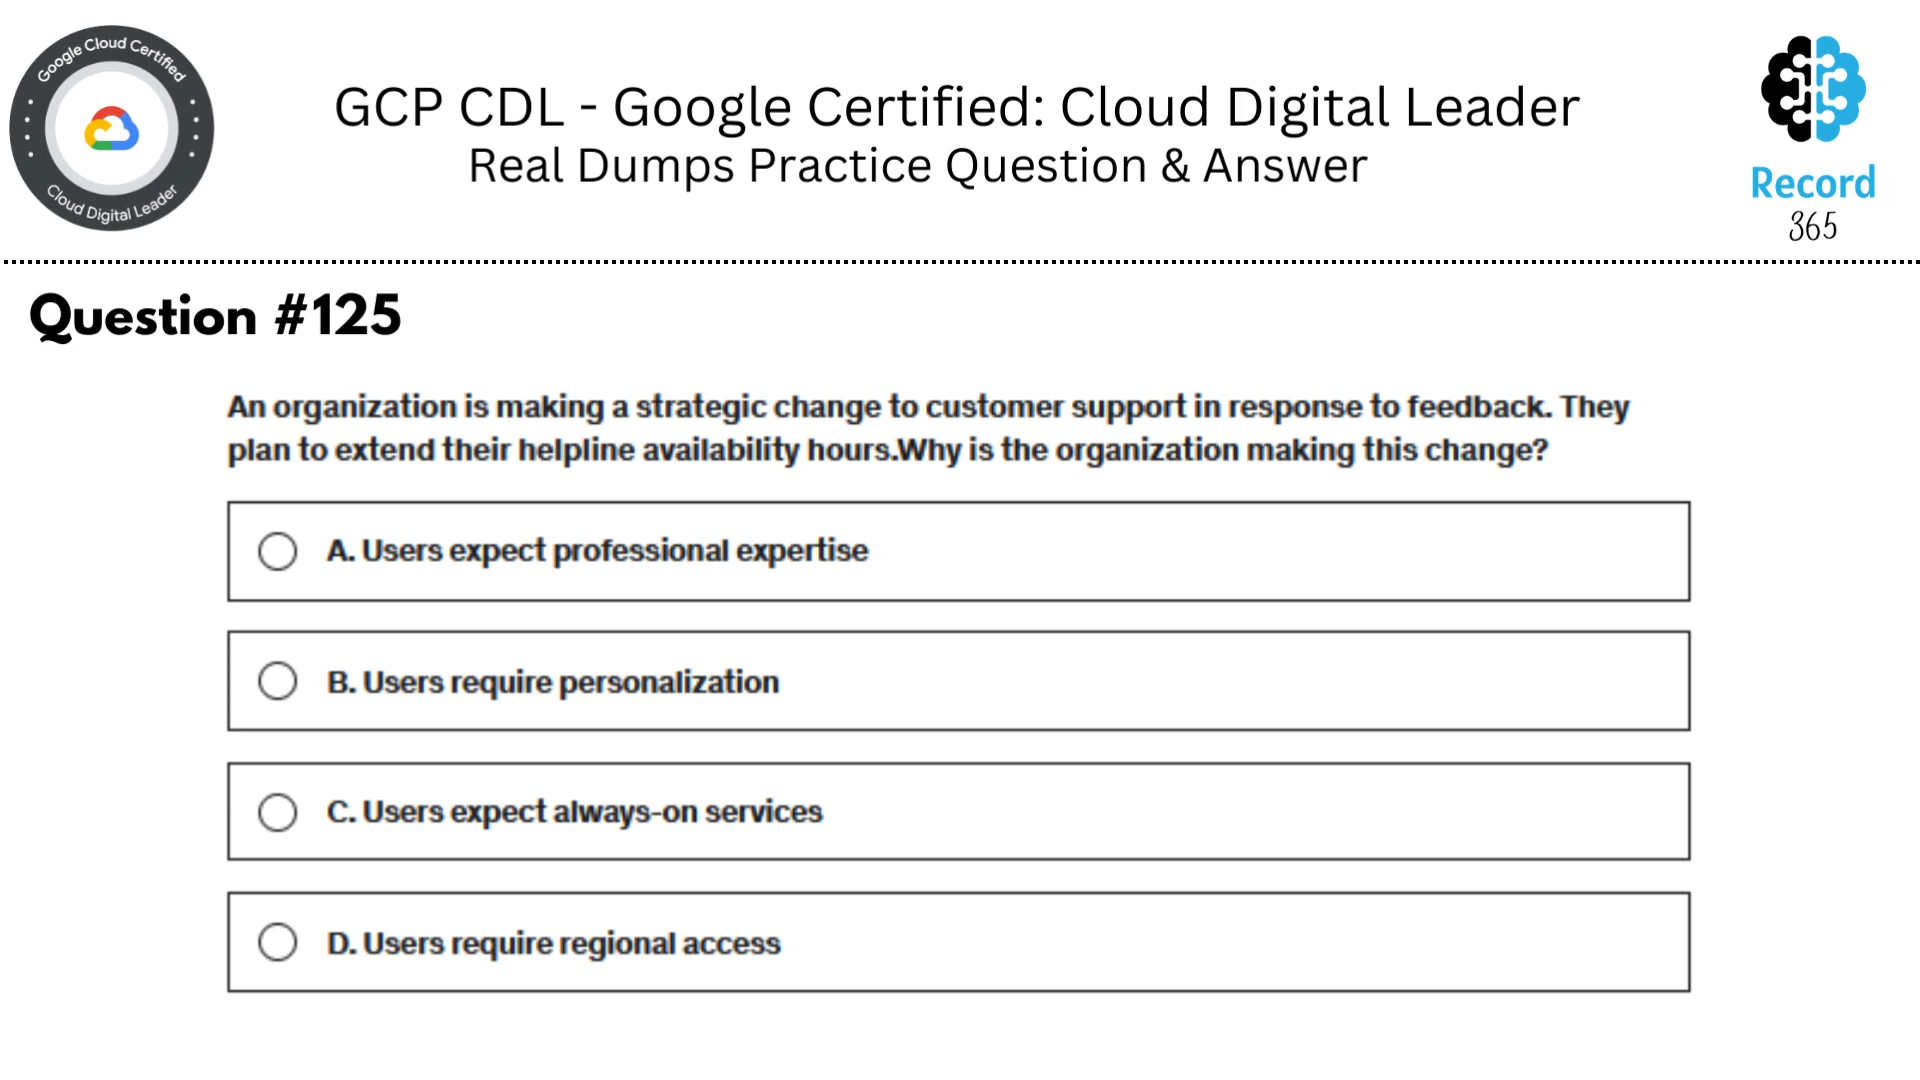 Google Cloud Certified
Cloud Digital Leader
GCP CDL - Google Certified: Cloud Digital Leader
Real Dumps Practice Question & Answer
Record
365
Question #125
An organization is making a strategic change to customer support in response to feedback. They
plan to extend their helpline availability hours.Why is the organization making this change?
A. Users expect professional expertise
B. Users require personalization
C. Users expect always-on services
D. Users require regional access